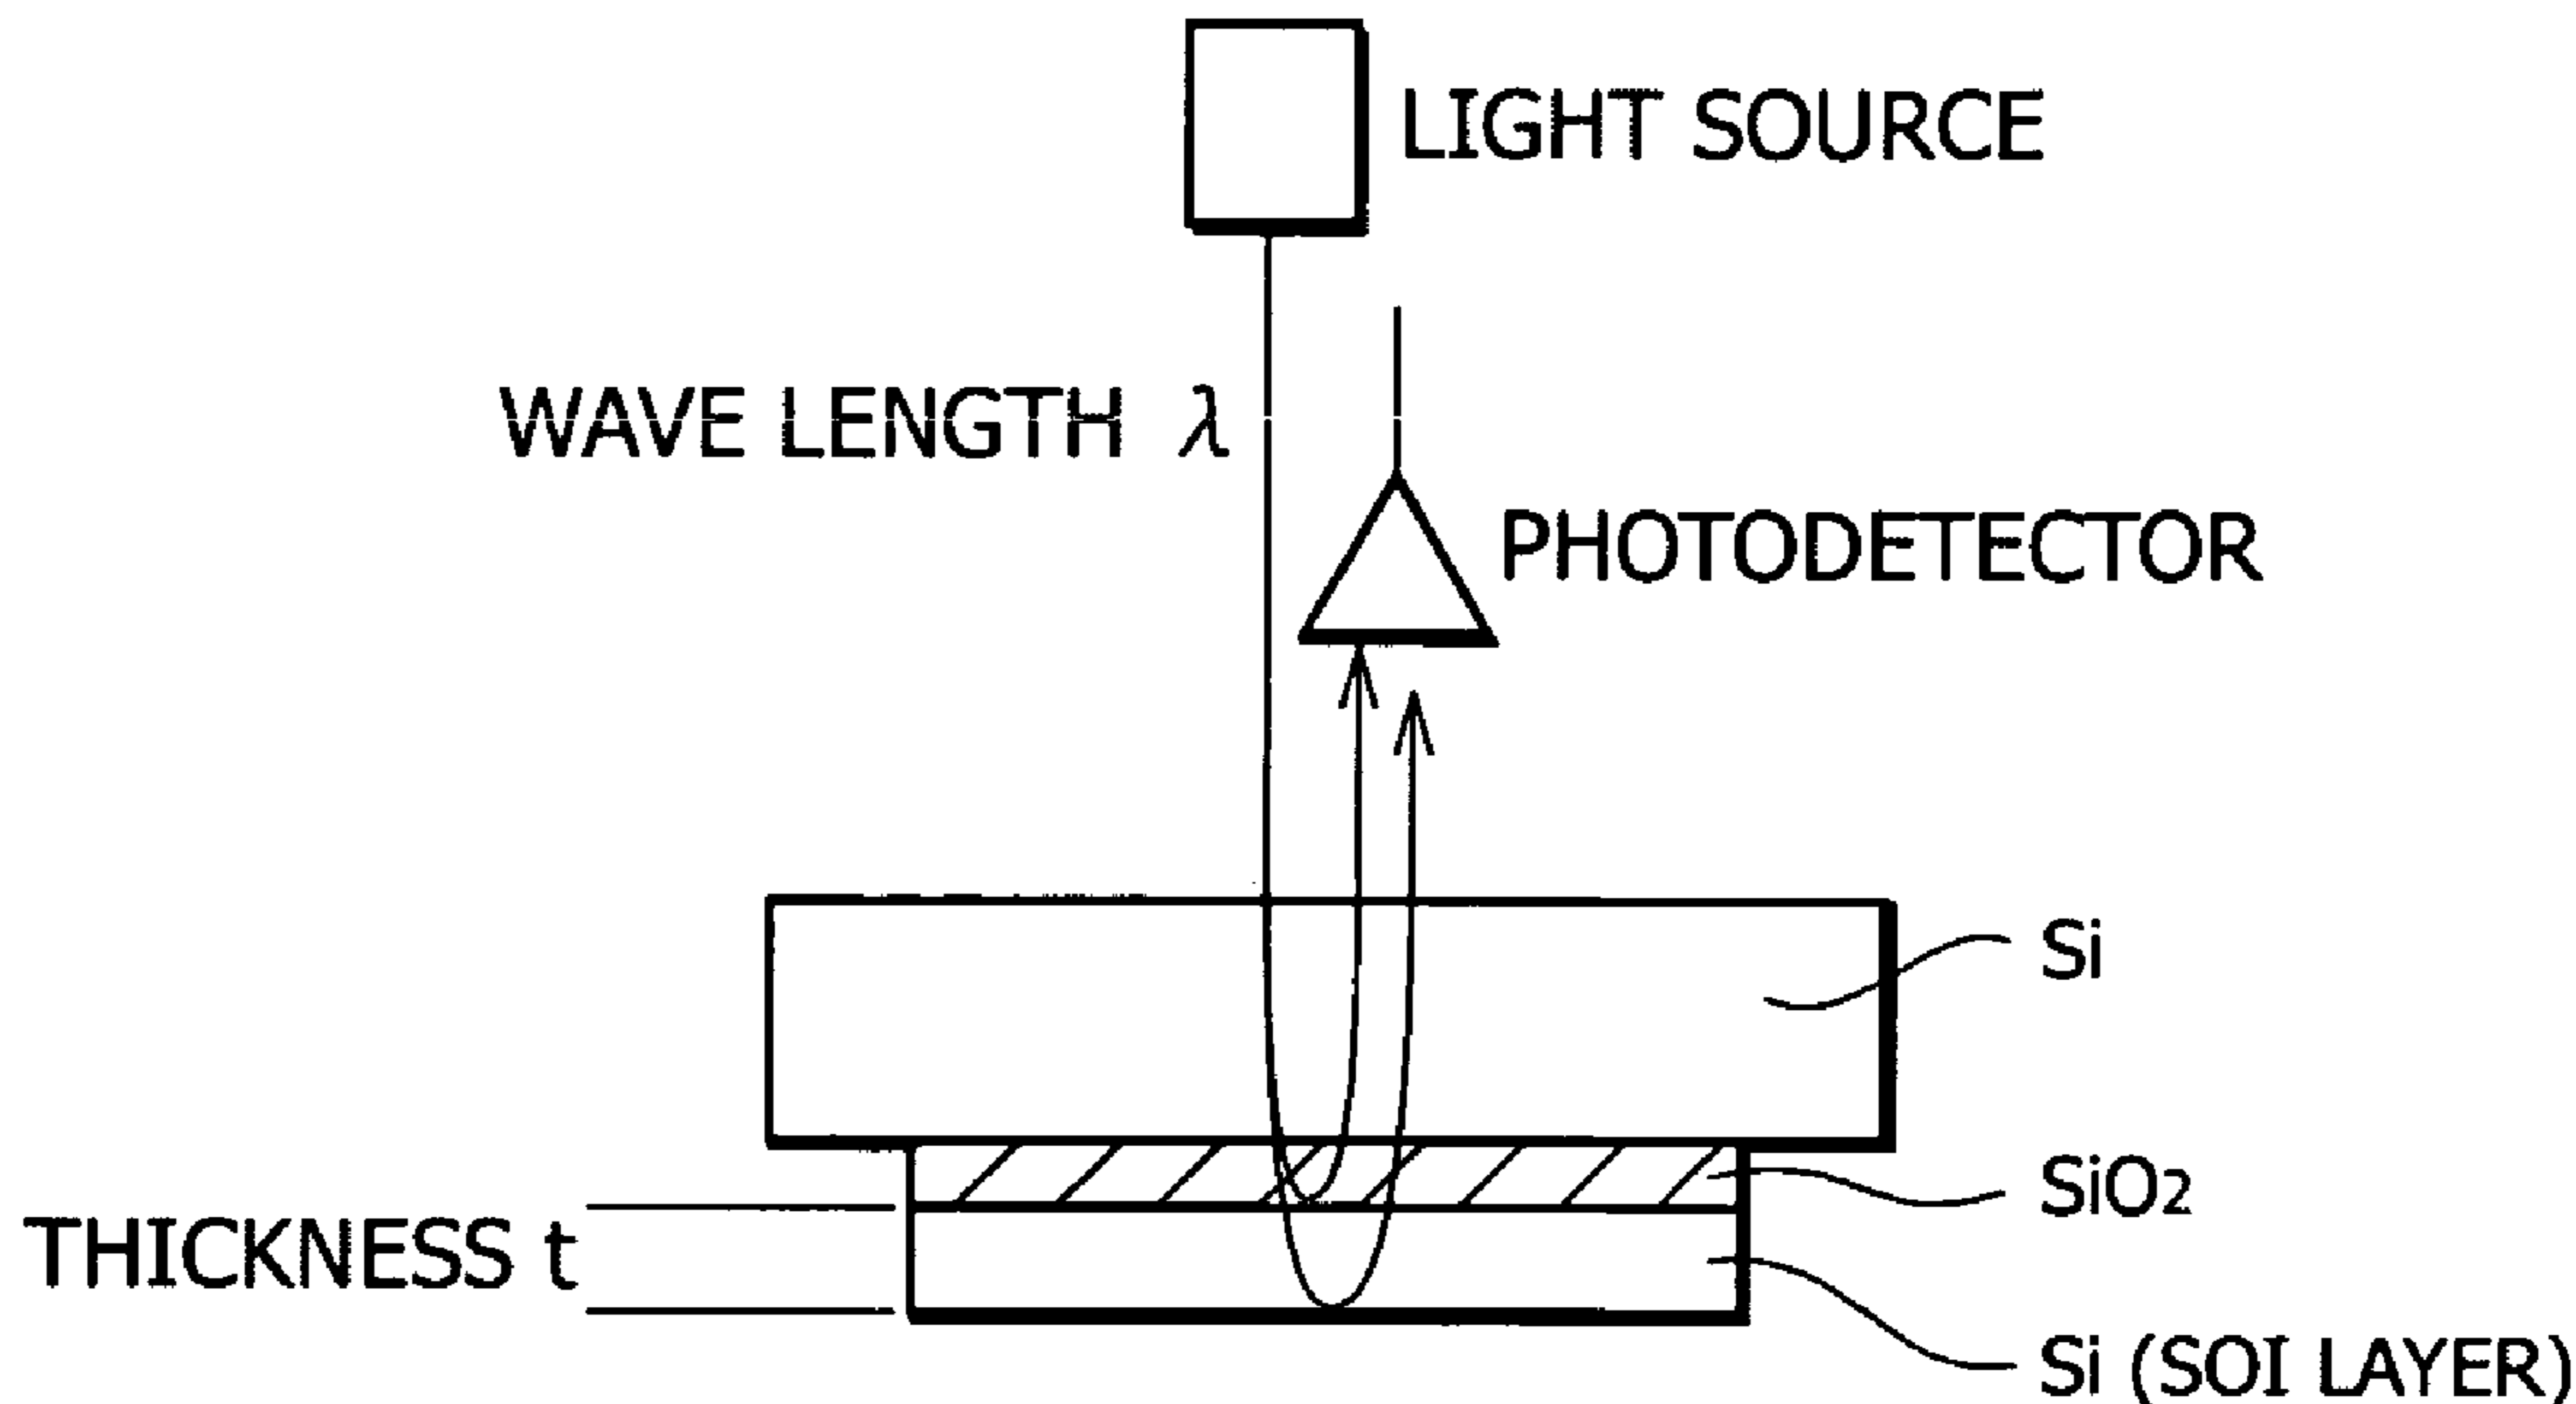 LIGHT SOURCE
WAVE LENGTH λ
PHOTODETECTOR
Si
SiO2
THICKNESS t
Si (SOI LAYER)